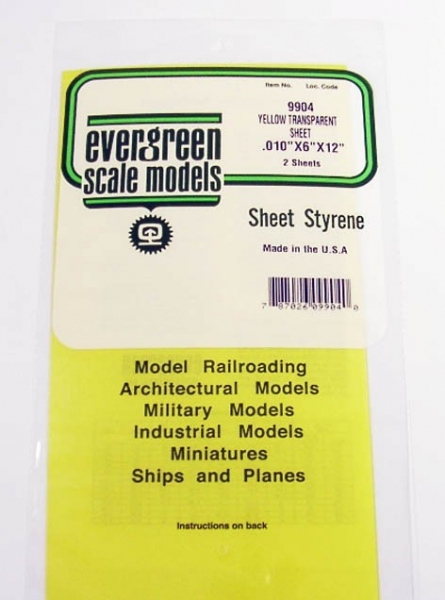 Item No. Loc. Code
9904
YELLOW TRANSPARENT
SHEET
.010"X6"X12"
2 Sheets
evergreen
scale models
Sheet Styrene
Made in the U.S.A
7 87026 09904 0
Model Railroading
Architectural Models
Military Models
Industrial Models
Miniatures
Ships and Planes
Instructions on back